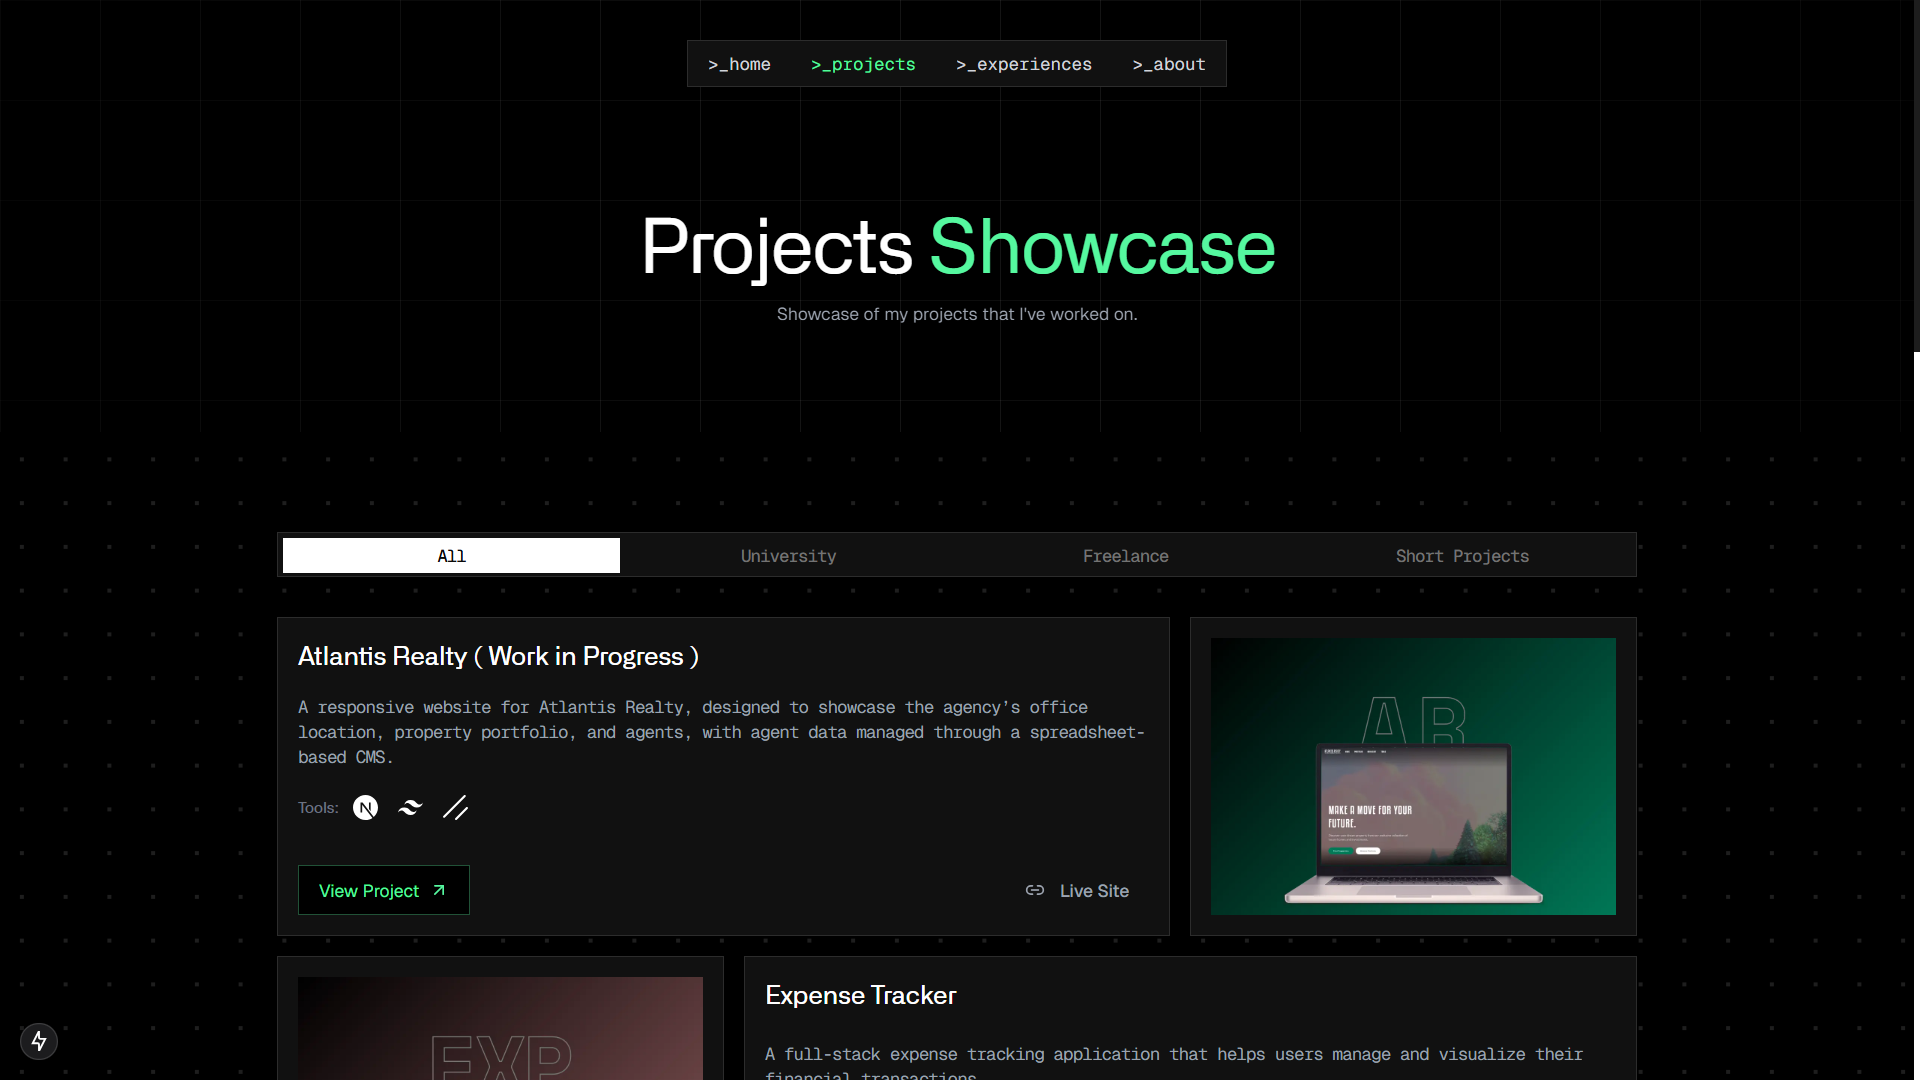 >_home >_projects >_experiences >_about
Projects Showcase
Showcase of my projects that I've worked on.
All University Freelance Short Projects
Atlantis Realty ( Work in Progress )
A responsive website for Atlantis Realty, designed to showcase the agency’s office
location, property portfolio, and agents, with agent data managed through a spreadsheet-
based CMS.
Tools:
View Project
Live Site
AR
MAKE A MOVE FOR YOUR
FUTURE.
EXP
Expense Tracker
A full-stack expense tracking application that helps users manage and visualize their
financial transactions